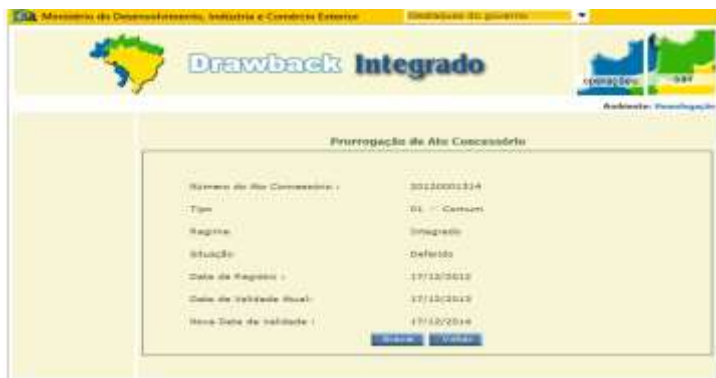 Ministério do Desenvolvimento, Indústria e Comércio Exterior
Destaques do governo
Drawback Integrado
operações
sair
Ambiente: Homologação
Prorrogação de Ato Concessório
Número do Ato Concessório :
Tipo 01 - Comum
Regime Integrado
Situação Deferido
Data de Registro : 17/12/2012
Data de Validade Atual: 17/12/2013
Nova Data de Validade : 17/12/2014
Voltar